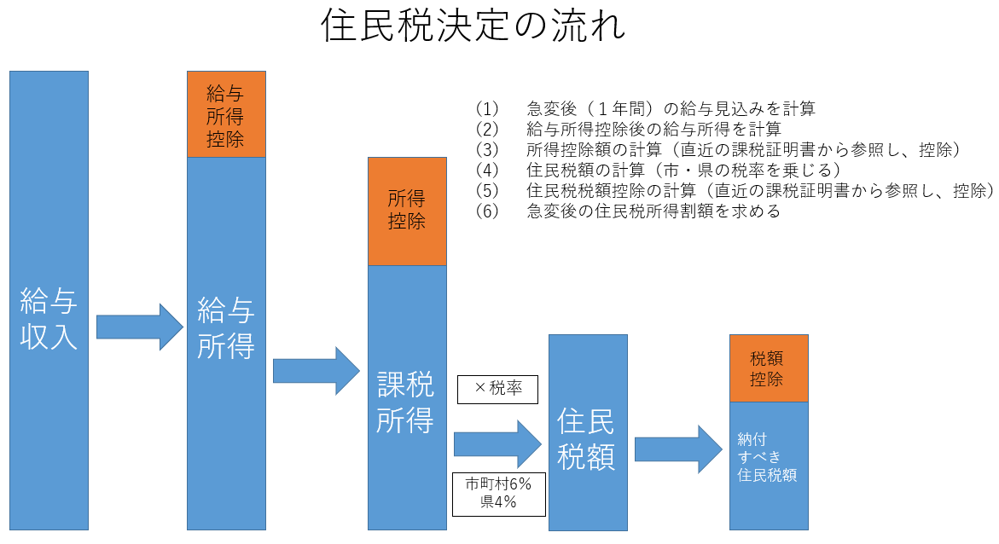 住民税決定の流れ
給与
所得
控除
（1）　急変後（１年間）の給与見込みを計算
（2）　給与所得控除後の給与所得を計算
（3）　所得控除額の計算（直近の課税証明書から参照し、控除）
（4）　住民税額の計算（市・県の税率を乗じる）
（5）　住民税税額控除の計算（直近の課税証明書から参照し、控除）
（6）　急変後の住民税所得割額を求める
所得
控除
給与
収入
給与
所得
課税
所得
×税率
市町村6%
県4%
住民
税額
税額
控除
納付
すべき
住民税額